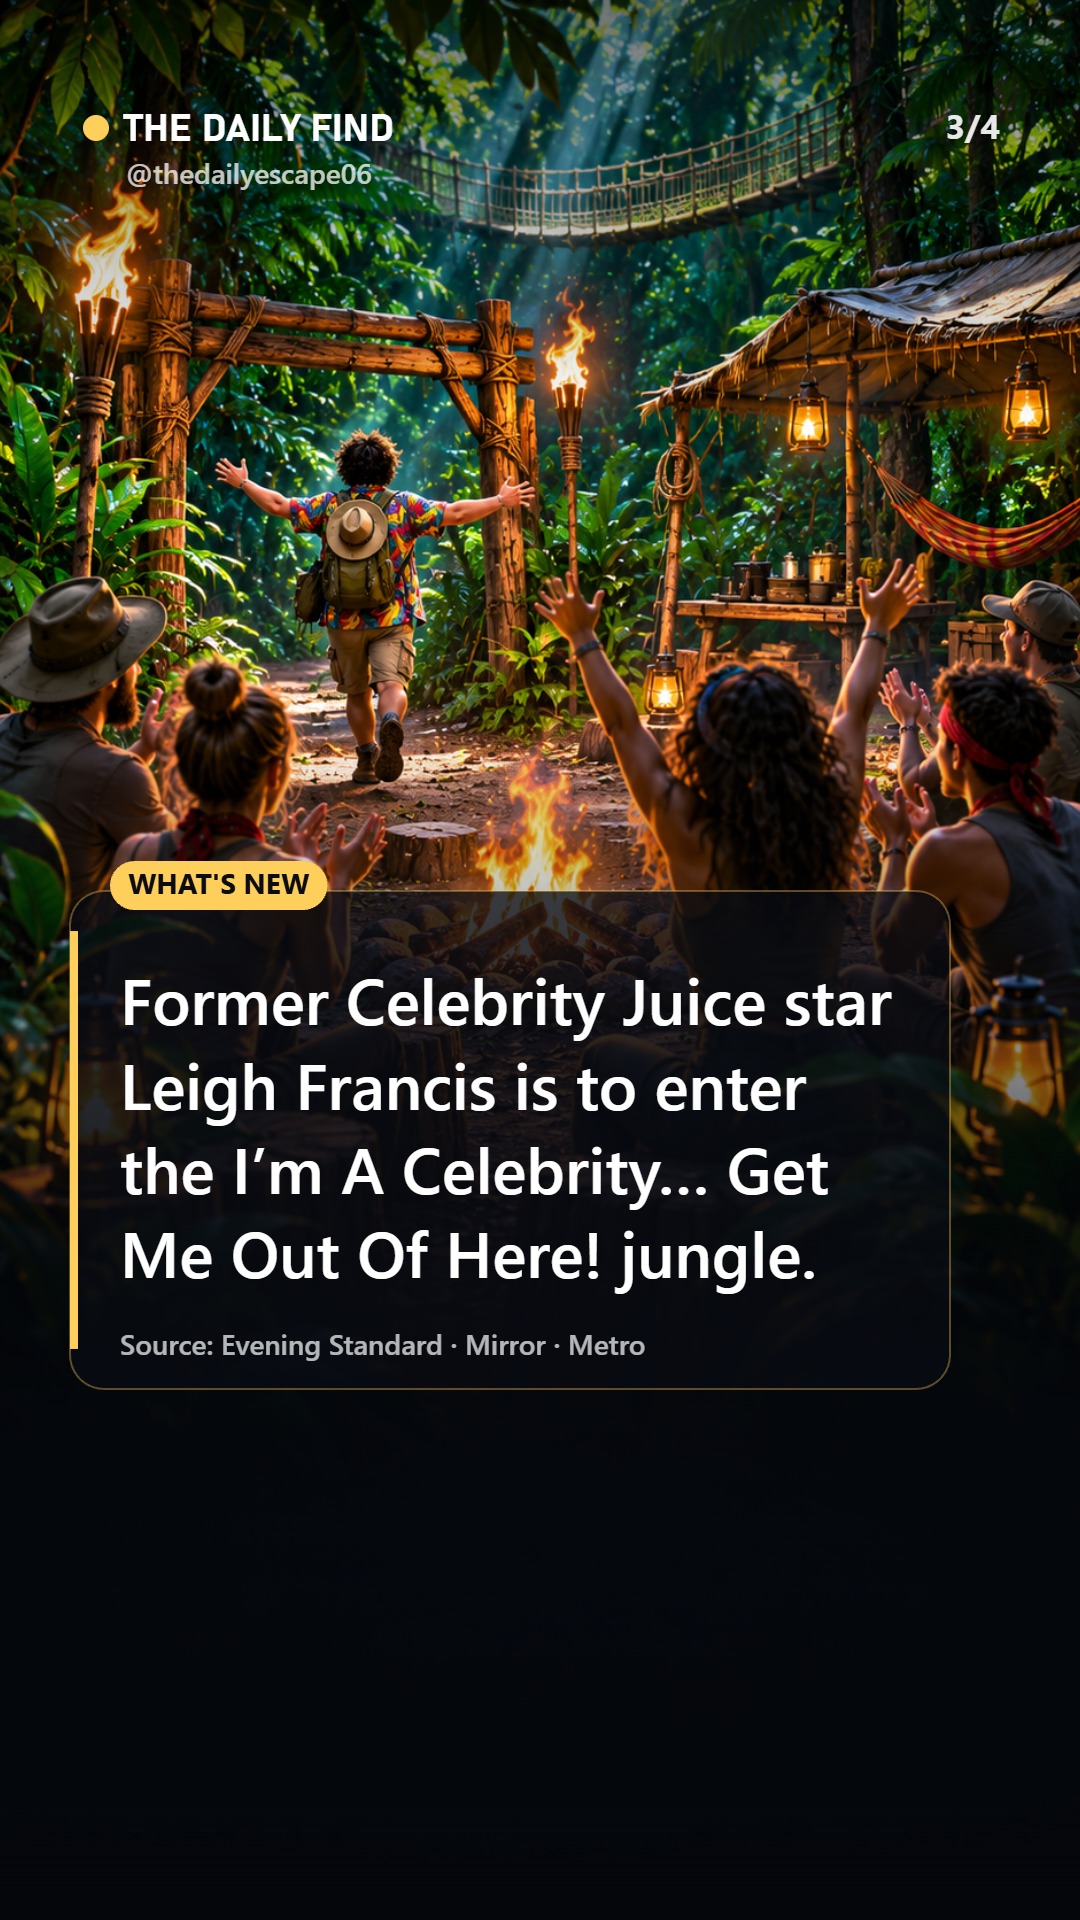 THE DAILY FIND
3/4
@thedailyescape06
WHAT'S NEW
Former Celebrity Juice star
Leigh Francis is to enter
the I’m A Celebrity... Get
Me Out Of Here! jungle.
Source: Evening Standard · Mirror · Metro